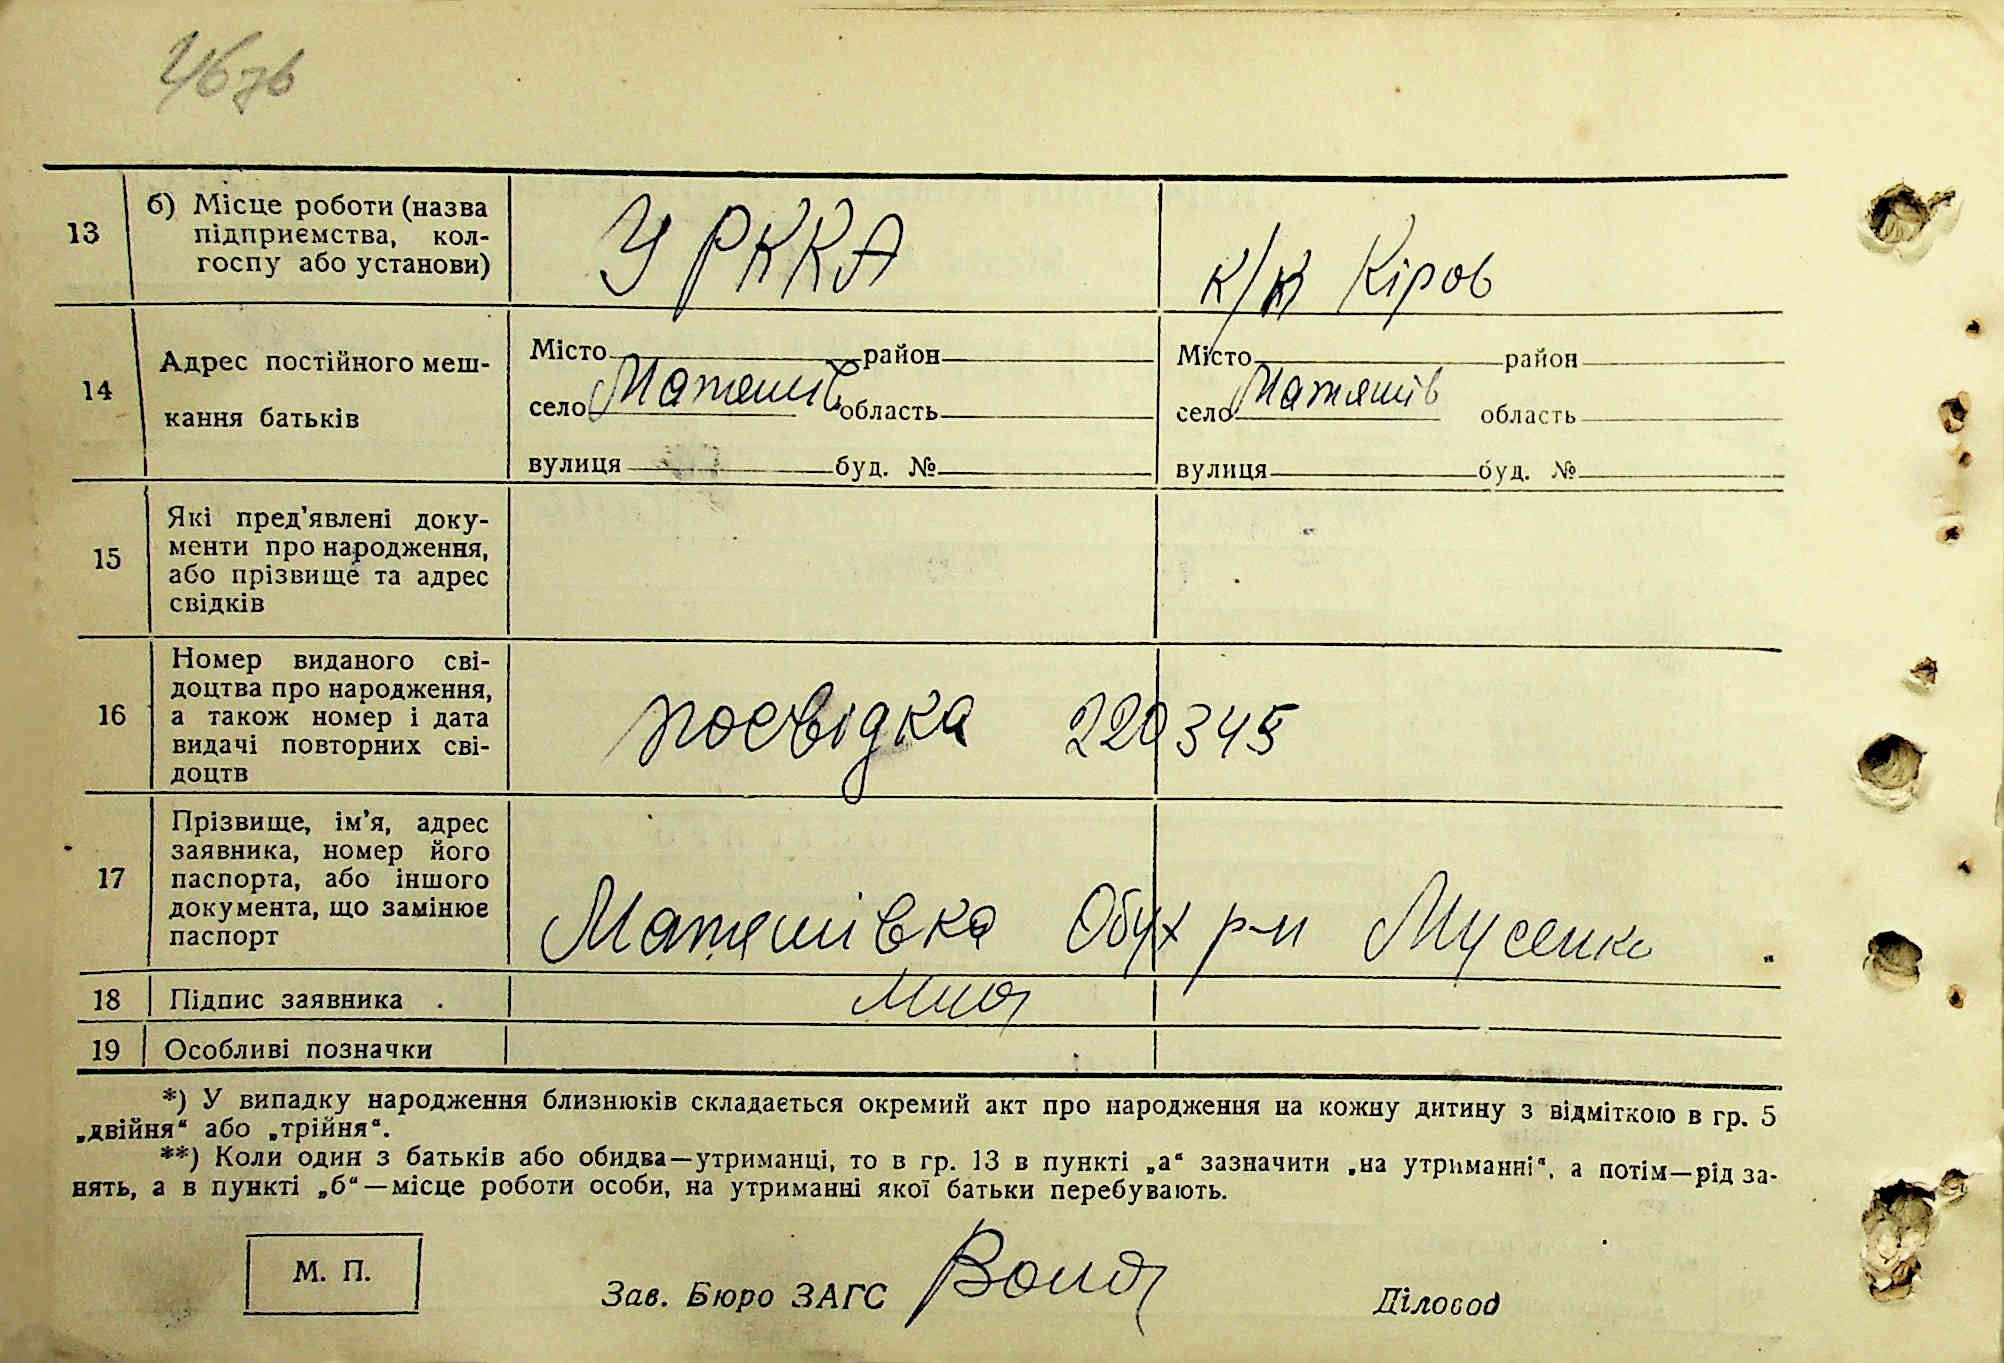 46зв
13
б) Місце роботи (назва
підприємства, кол-
госпу або установи)
У РККА
к/к Кіров
14
Адрес постійного меш-
кання батьків
Місто район
село Матяшів область
вулиця буд. №
Місто район
село Матяшів область
вулиця буд. №
15
Які пред’явлені доку-
менти про народження,
або прізвище та адрес
свідків
16
Номер виданого сві-
доцтва про народження,
а також номер і дата
видачі повторних сві-
доцтв
посвідка 220345
17
Прізвище, ім’я, адрес
заявника, номер його
паспорта, або іншого
документа, що замінює
паспорт
Матяшівка Обух р-н Мусенко
18 Підпис заявника .
19 Особливі позначки
*) У випадку народження близнюків складається окремий акт про народження на кожну дитину з відміткою в гр. 5
„двійня“ або „трійня“.
**) Коли один з батьків або обидва—утриманці, то в гр. 13 в пункті „а“ зазначити „на утриманні“, а потім—рід за-
нять, а в пункті „б“—місце роботи особи, на утриманні якої батьки перебувають.
М. П.
Зав. Бюро ЗАГС
Діловод